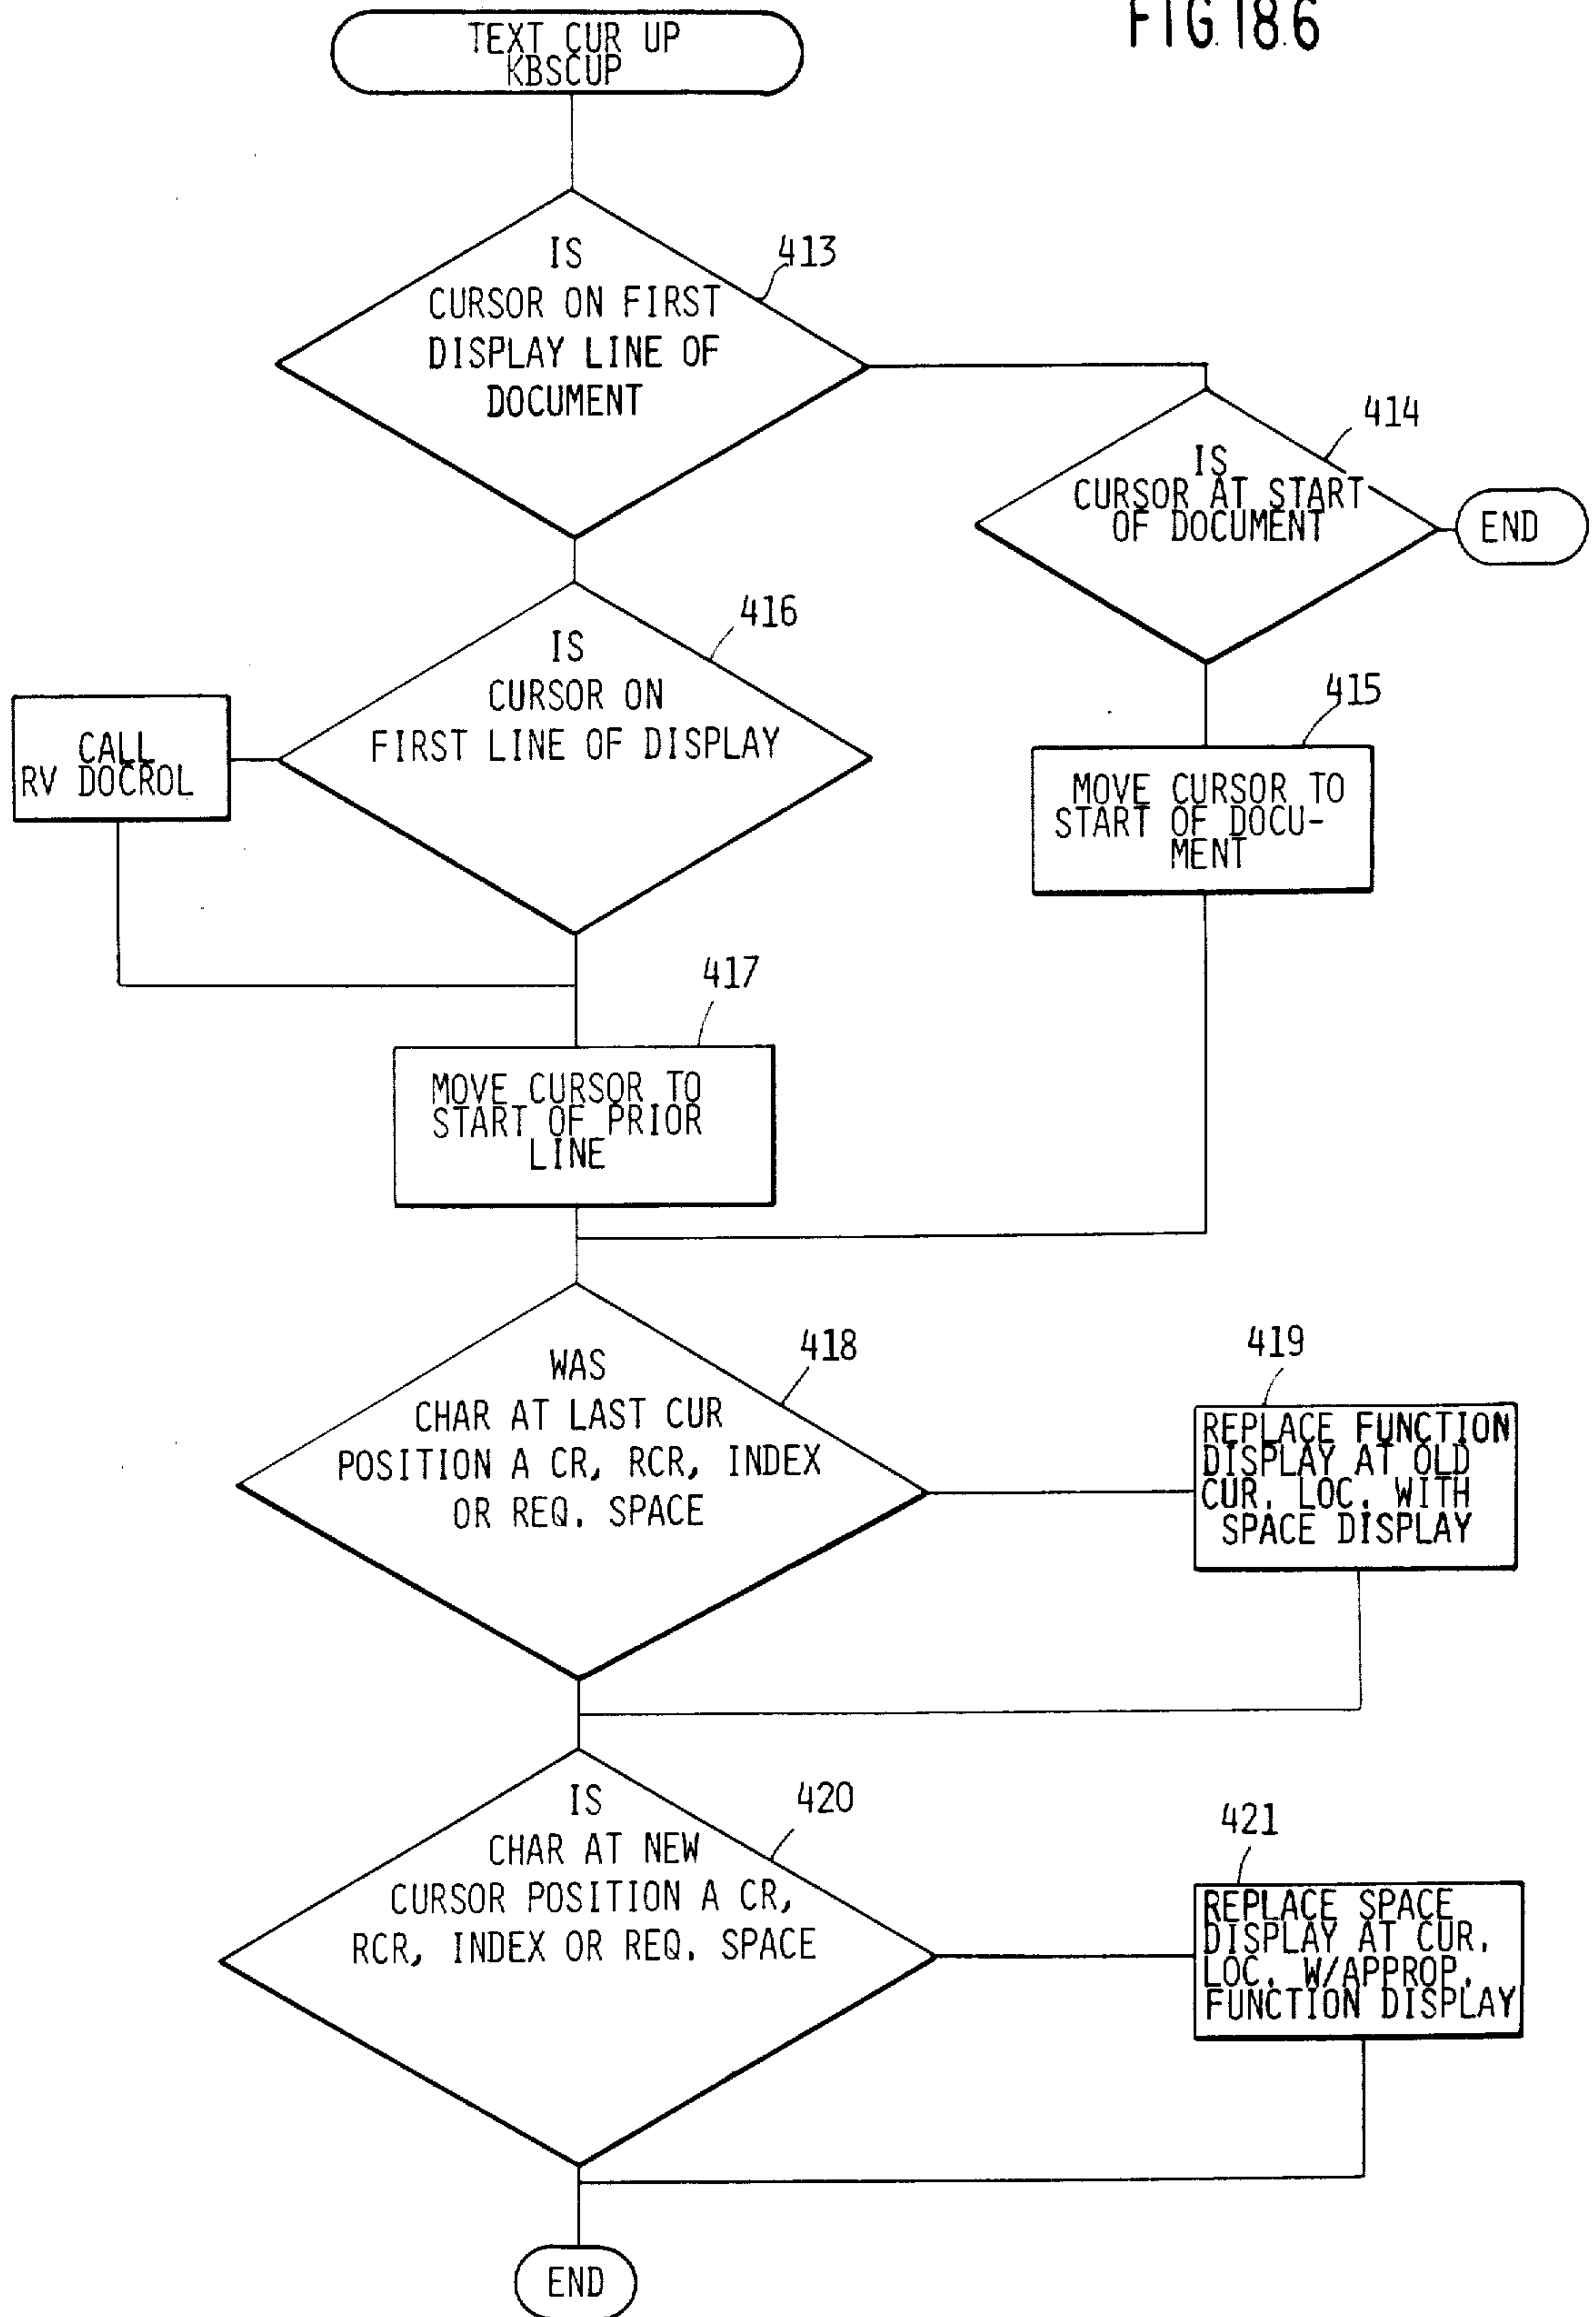 FIG. 18.6
TEXT CUR UP
KBSCUP
IS
CURSOR ON FIRST
DISPLAY LINE OF
DOCUMENT
413
IS
CURSOR AT START
OF DOCUMENT
414
END
IS
CURSOR ON
FIRST LINE OF DISPLAY
416
CALL
RV DOCROL
415
MOVE CURSOR TO
START OF DOCU-
MENT
417
MOVE CURSOR TO
START OF PRIOR
LINE
WAS
CHAR AT LAST CUR
POSITION A CR, RCR, INDEX
OR REQ. SPACE
418
419
REPLACE FUNCTION
DISPLAY AT OLD
CUR. LOC. WITH
SPACE DISPLAY
IS
CHAR AT NEW
CURSOR POSITION A CR,
RCR, INDEX OR REQ. SPACE
420
421
REPLACE SPACE
DISPLAY AT CUR.
LOC. W/APPROP.
FUNCTION DISPLAY
END